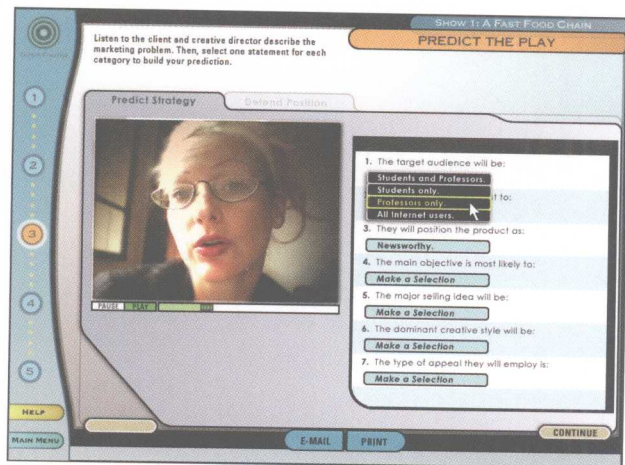 SHOW 1: A FAST FOOD CHAIN
PREDICT THE PLAY
Listen to the client and creative director describe the
marketing problem. Then, select one statement for each
category to build your prediction.
Predict Strategy
Defend Position
1
2
3
4
5
1. The target audience will be:
Students and Professors.
Students only.
Professors only.
All Internet users.
t to:
3. They will position the product as:
Newsworthy.
4. The main objective is most likely to:
Make a Selection
5. The major selling idea will be:
Make a Selection
6. The dominant creative style will be:
Make a Selection
7. The type of appeal they will employ is:
Make a Selection
PAUSE PLAY
HELP
MAIN MENU
E-MAIL
PRINT
CONTINUE